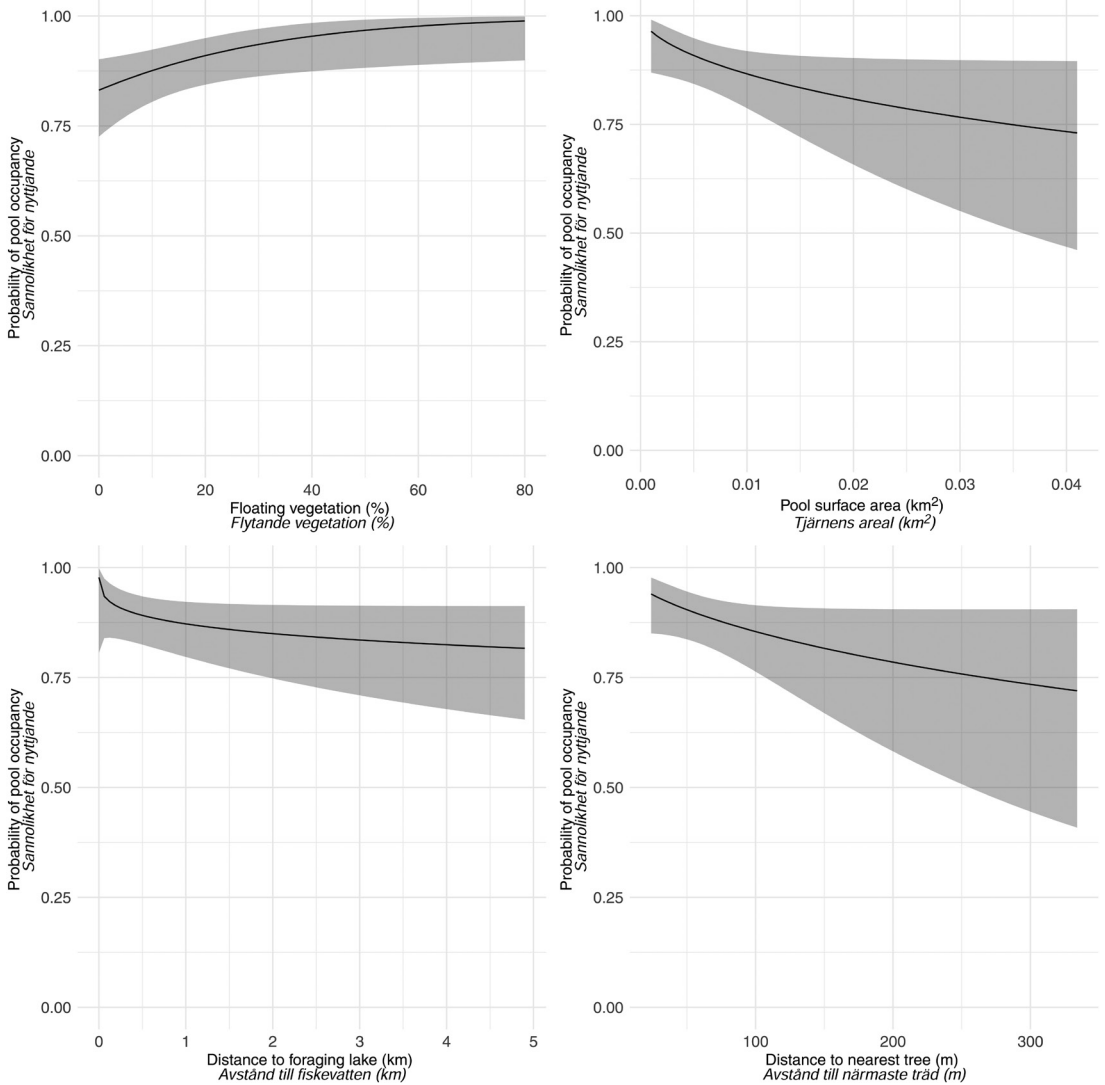 1.00
0.75
0.50
0.25
0.00
Probability of pool occupancy
Sannolikhet för nyttjande
0 20 40 60 80
Floating vegetation (%)
Flytande vegetation (%)
1.00
0.75
0.50
0.25
0.00
Probability of pool occupancy
Sannolikhet för nyttjande
0.00 0.01 0.02 0.03 0.04
Pool surface area (km²)
Tjärnens areal (km²)
1.00
0.75
0.50
0.25
0.00
Probability of pool occupancy
Sannolikhet för nyttjande
0 1 2 3 4 5
Distance to foraging lake (km)
Avstånd till fiskevatten (km)
1.00
0.75
0.50
0.25
0.00
Probability of pool occupancy
Sannolikhet för nyttjande
100 200 300
Distance to nearest tree (m)
Avstånd till närmaste träd (m)